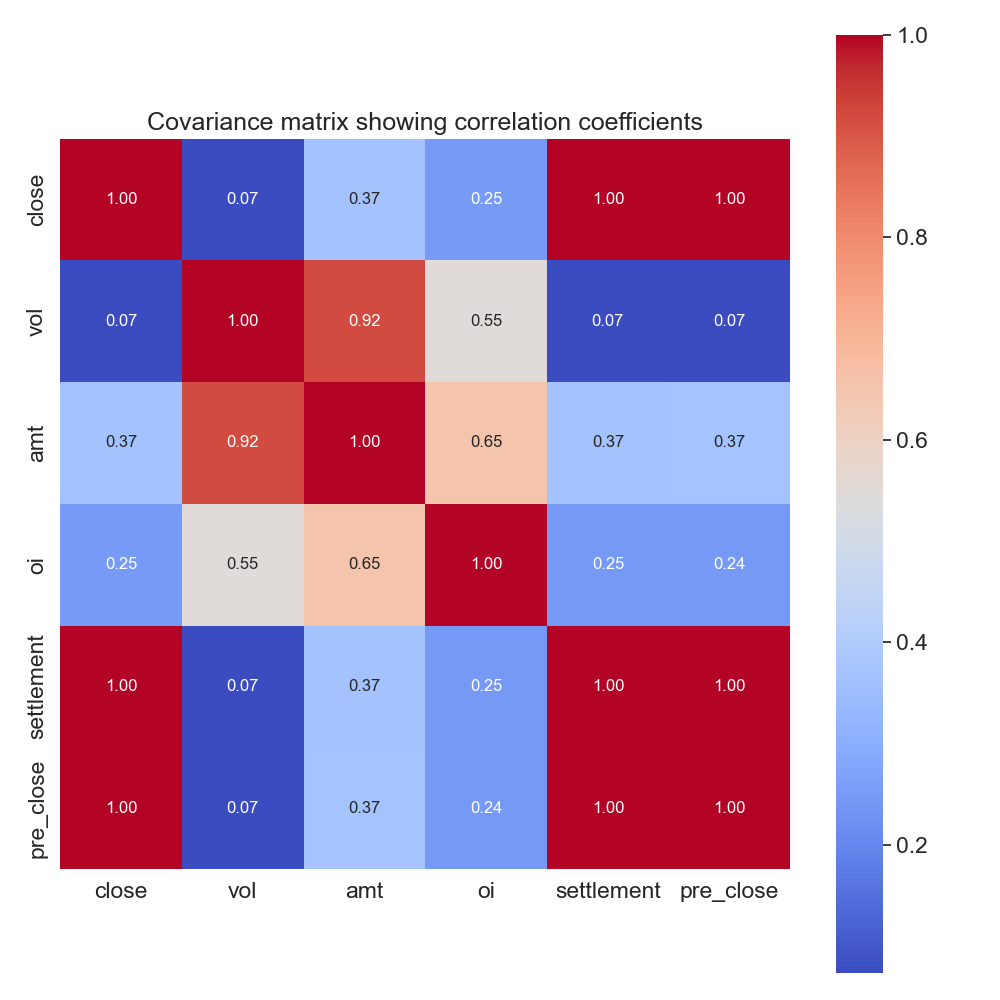 Covariance matrix showing correlation coefficients
close 1.00 0.07 0.37 0.25 1.00 1.00
vol 0.07 1.00 0.92 0.55 0.07 0.07
amt 0.37 0.92 1.00 0.65 0.37 0.37
oi 0.25 0.55 0.65 1.00 0.25 0.24
settlement 1.00 0.07 0.37 0.25 1.00 1.00
pre_close 1.00 0.07 0.37 0.24 1.00 1.00
close vol amt oi settlement pre_close
1.0
0.8
0.6
0.4
0.2